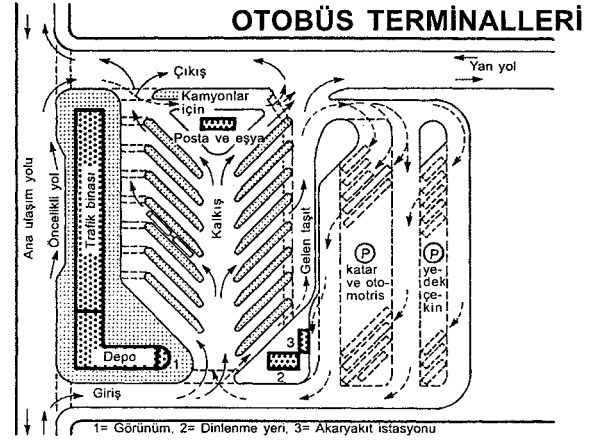 OTOBÜS TERMİNALLERİ
Yan yol
Çıkış
Kamyonlar
için
Posta ve eşya
Ana ulaşım yolu
Öncelikli yol
Trafik binası
Kalkış
Gelen taşıt
P
katar
ve oto-
motris
P
ye-
dek
çe-
kin
Depo
1
2
3
Giriş
1= Görünüm, 2= Dinlenme yeri, 3= Akaryakıt istasyonu